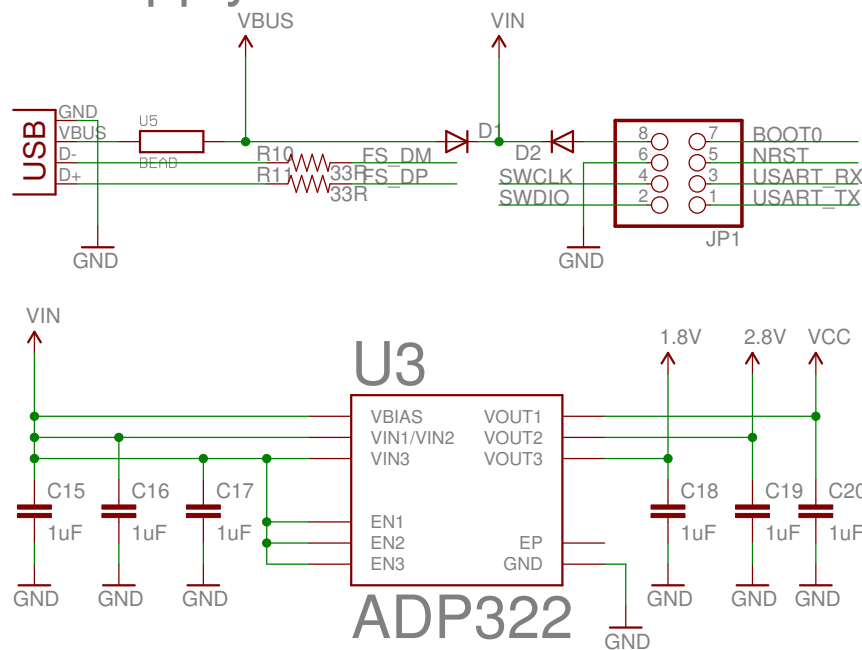 VBUS VIN
GND
VBUS
D-
D+
USB
U5
BEAD
R10 33R FS_DM
R11 33R FS_DP
D1
D2
SWCLK
SWDIO
8 7 BOOT0
6 5 NRST
4 3 USART_RX
2 1 USART_TX
JP1
GND GND
VIN 1.8V 2.8V VCC
U3
VBIAS VOUT1
VIN1/VIN2 VOUT2
VIN3 VOUT3
C15 C16 C17 C18 C19 C20
1uF 1uF 1uF 1uF 1uF 1uF
EN1
EN2 EP
EN3 GND
GND GND GND GND GND GND
ADP322
GND